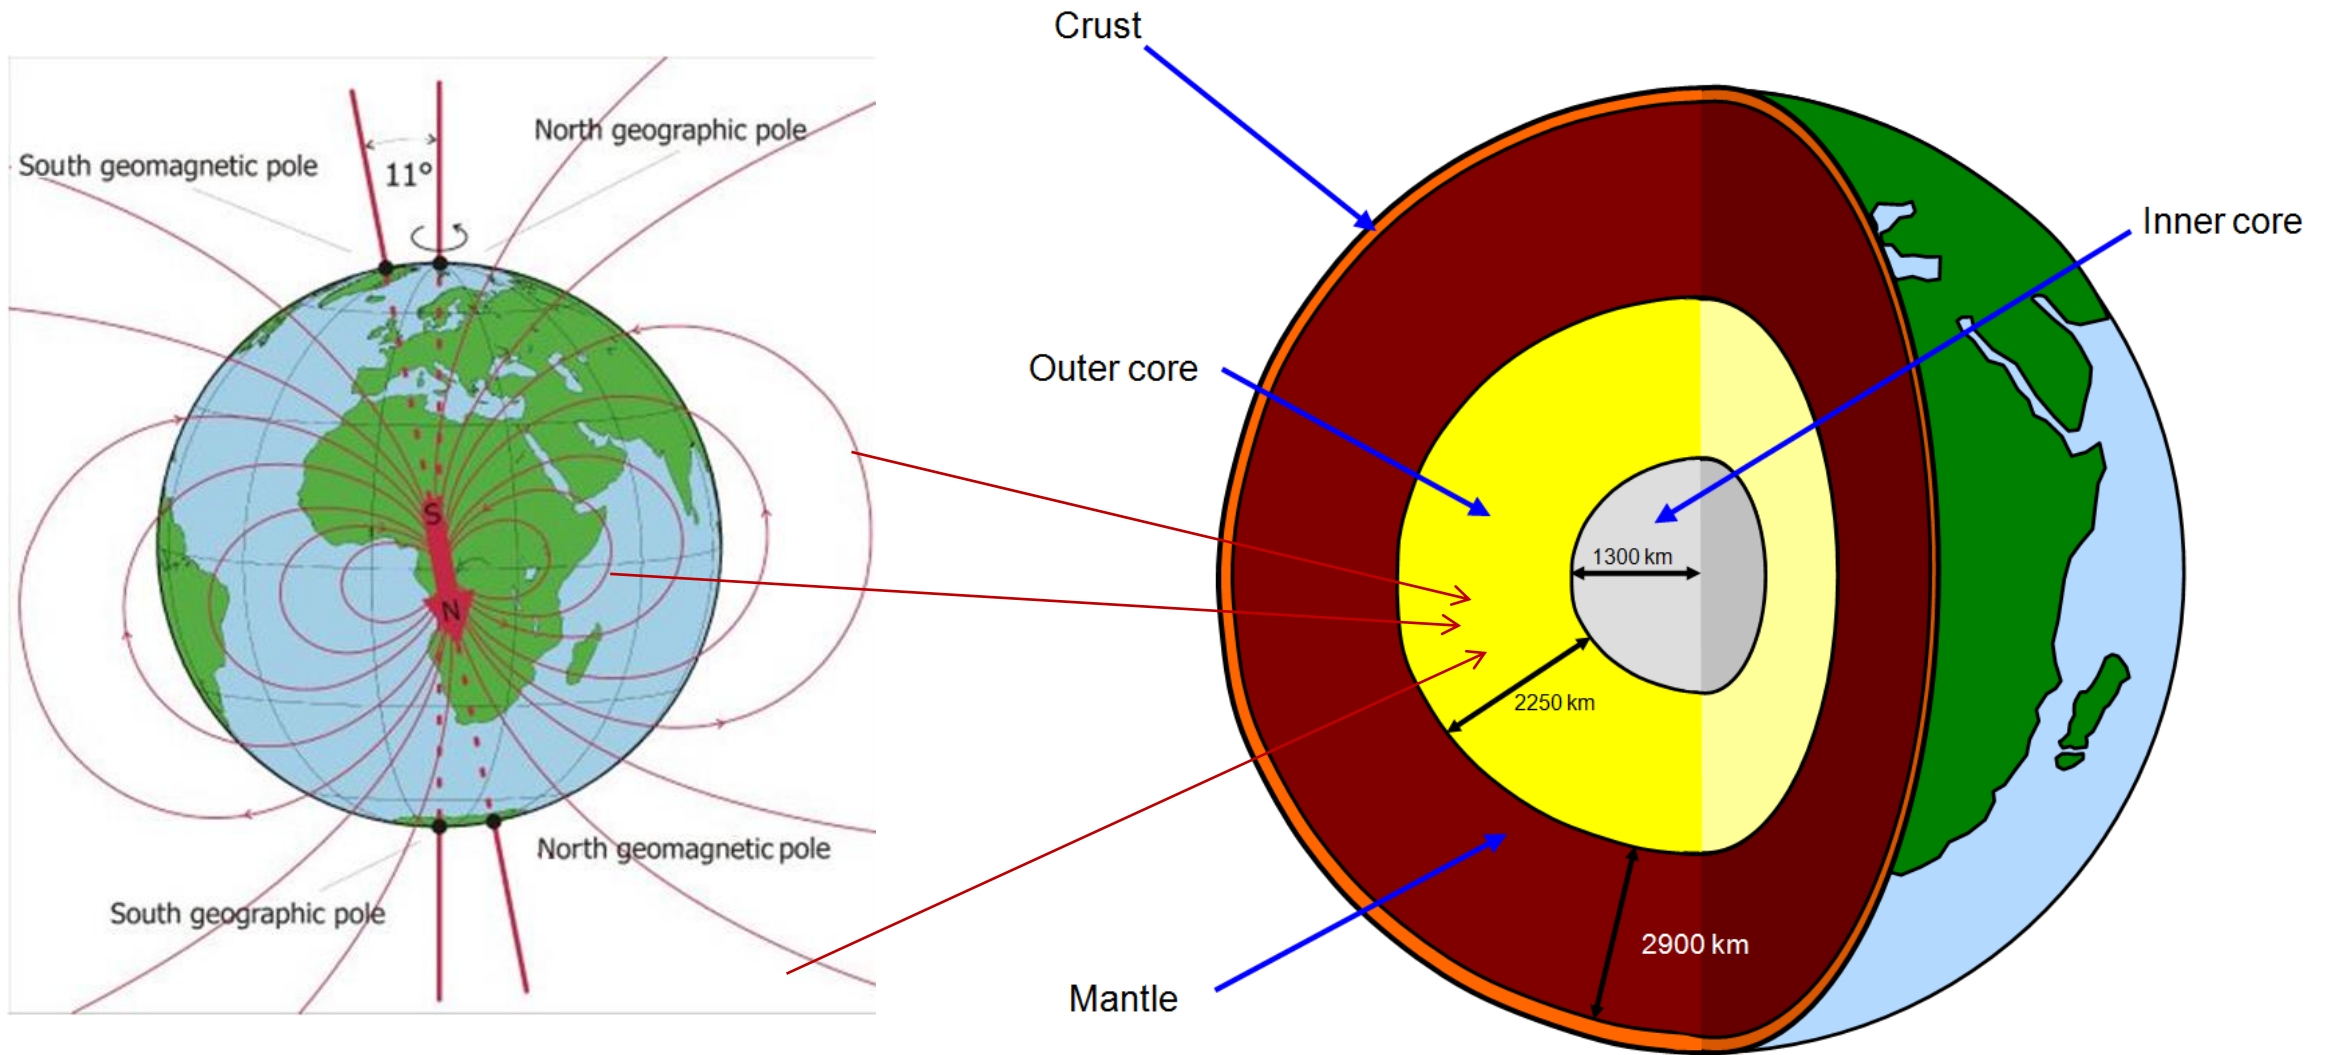 South geomagnetic pole
11°
North geographic pole
S
N
North geomagnetic pole
South geographic pole
Crust
Inner core
Outer core
1300 km
2250 km
2900 km
Mantle